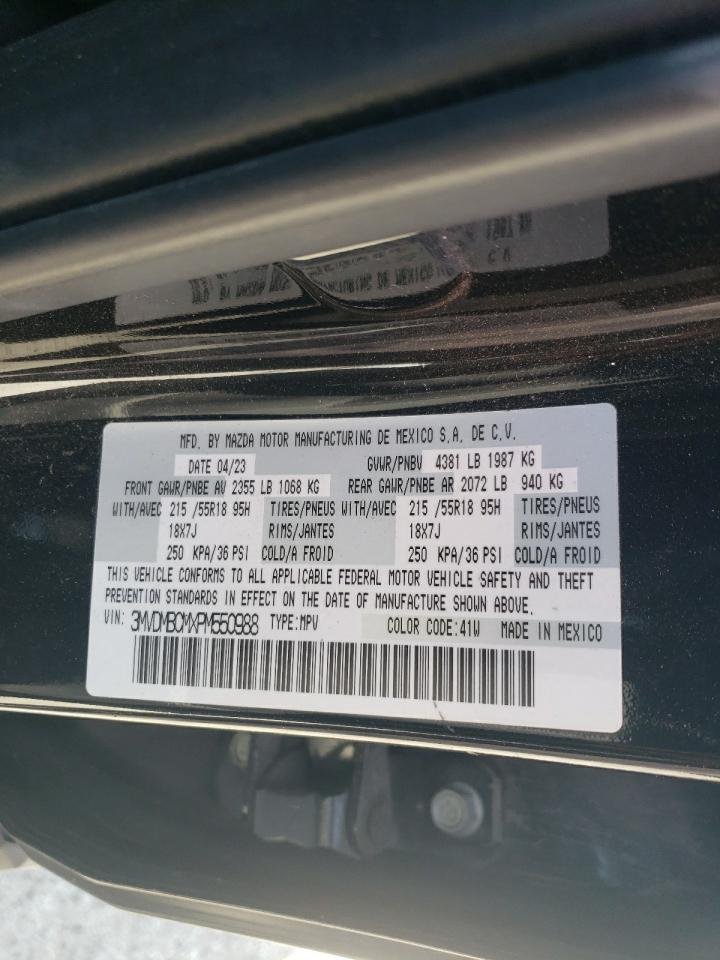 MFD. BY MAZDA MOTOR MANUFACTURING DE MEXICO S.A. DE C.V.
DATE 04/23 GVWR/PNBV 4381 LB 1987 KG
FRONT GAWR/PNBE AV 2355 LB 1068 KG REAR GAWR/PNBE AR 2072 LB 940 KG
WITH/AVEC 215 /55R18 95H TIRES/PNEUS WITH/AVEC 215 /55R18 95H TIRES/PNEUS
18X7J RIMS/JANTES 18X7J RIMS/JANTES
250 KPA/36 PSI COLD/A FROID 250 KPA/36 PSI COLD/A FROID
THIS VEHICLE CONFORMS TO ALL APPLICABLE FEDERAL MOTOR VEHICLE SAFETY AND THEFT
PREVENTION STANDARDS IN EFFECT ON THE DATE OF MANUFACTURE SHOWN ABOVE.
VIN: 3MVDMBCMXPM550988 TYPE:MPV COLOR CODE:41W MADE IN MEXICO